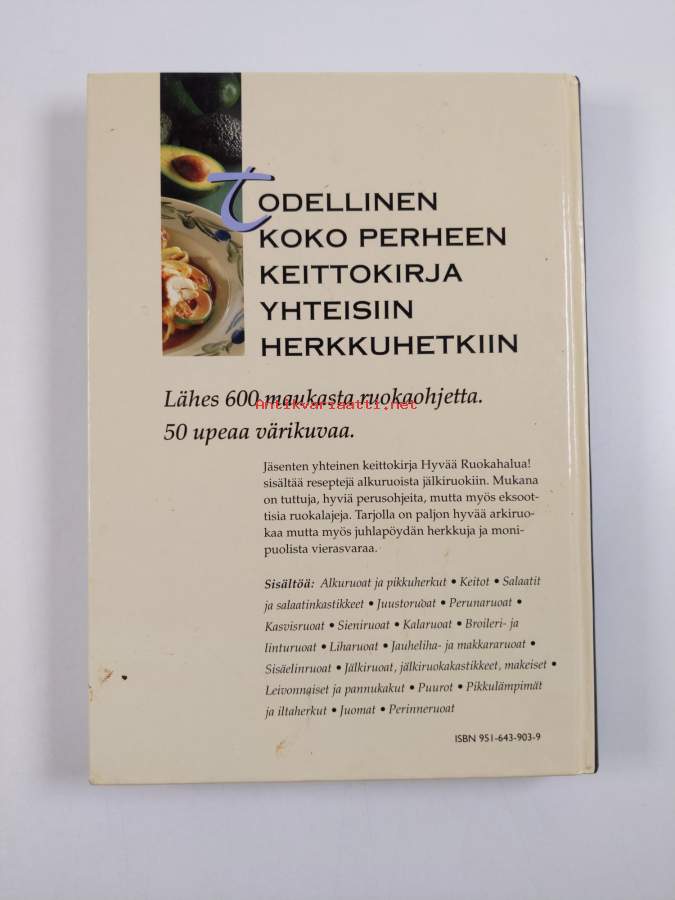 TODELLINEN
KOKO PERHEEN
KEITTOKIRJA
YHTEISIIN
HERKKUHETKIIN
Lähes 600 maukasta ruokaohjetta.
Antikvariaatti.net
50 upeaa värikuvaa.
Jäsenten yhteinen keittokirja Hyvää Ruokahalua!
sisältää reseptejä alkuruoista jälkiruokiin. Mukana
on tuttuja, hyviä perusohjeita, mutta myös eksoot-
tisia ruokalajeja. Tarjolla on paljon hyvää arkiruo-
kaa mutta myös juhlapöydän herkkuja ja moni-
puolista vierasvaraa.
Sisältöä: Alkuruoat ja pikkuherkut • Keitot • Salaatit
ja salaatinkastikkeet • Juustoruoat • Perunaruoat •
Kasvisruoat • Sieniruoat • Kalaruoat • Broileri- ja
linturuoat • Liharuoat • Jauheliha- ja makkararuoat •
Sisäelinruoat • Jälkiruoat, jälkiruokakastikkeet, makeiset •
Leivonnaiset ja pannukakut • Puurot • Pikkulämpimät
ja iltaherkut • Juomat • Perinneruoat
ISBN 951-643-903-9